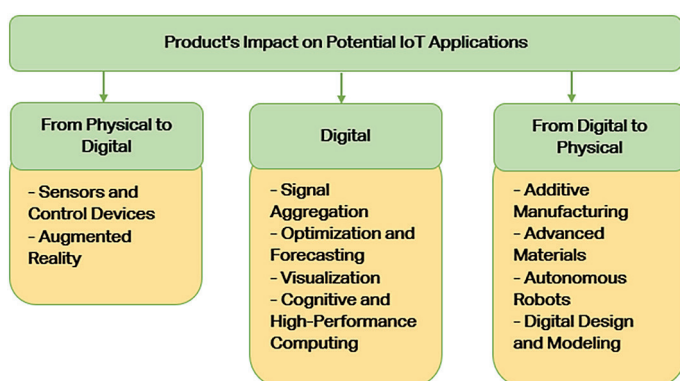 Product's Impact on Potential IoT Applications
From Physical to
Digital
- Sensors and
Control Devices
- Augmented
Reality
Digital
- Signal
Aggregation
- Optimization and
Forecasting
- Visualization
- Cognitive and
High-Performance
Computing
From Digital to
Physical
- Additive
Manufacturing
- Advanced
Materials
- Autonomous
Robots
- Digital Design
and Modeling